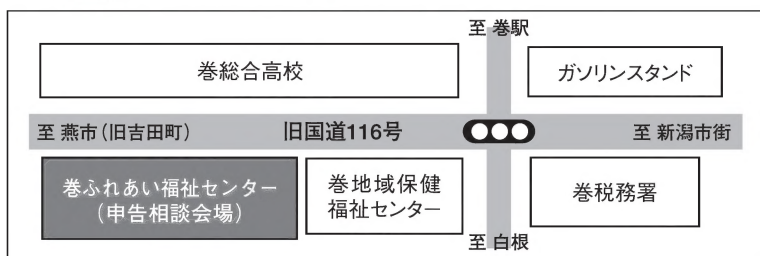 至 巻駅
巻総合高校
ガソリンスタンド
至 燕市(旧吉田町)
旧国道116号
至 新潟市街
巻ふれあい福祉センター
(申告相談会場)
巻地域保健
福祉センター
巻税務署
至 白根